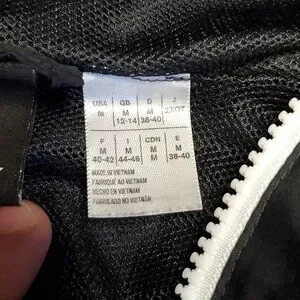 USA GB D J
M M M 2XOT
12-14 38-40
F I CDN E
M M M M
40-42 44-46 M 38-40
MADE IN VIETNAM
FABRIQUÉ AU VIETNAM
HECHO EN VIETNAM
FABRICADO NO VIETNÃ